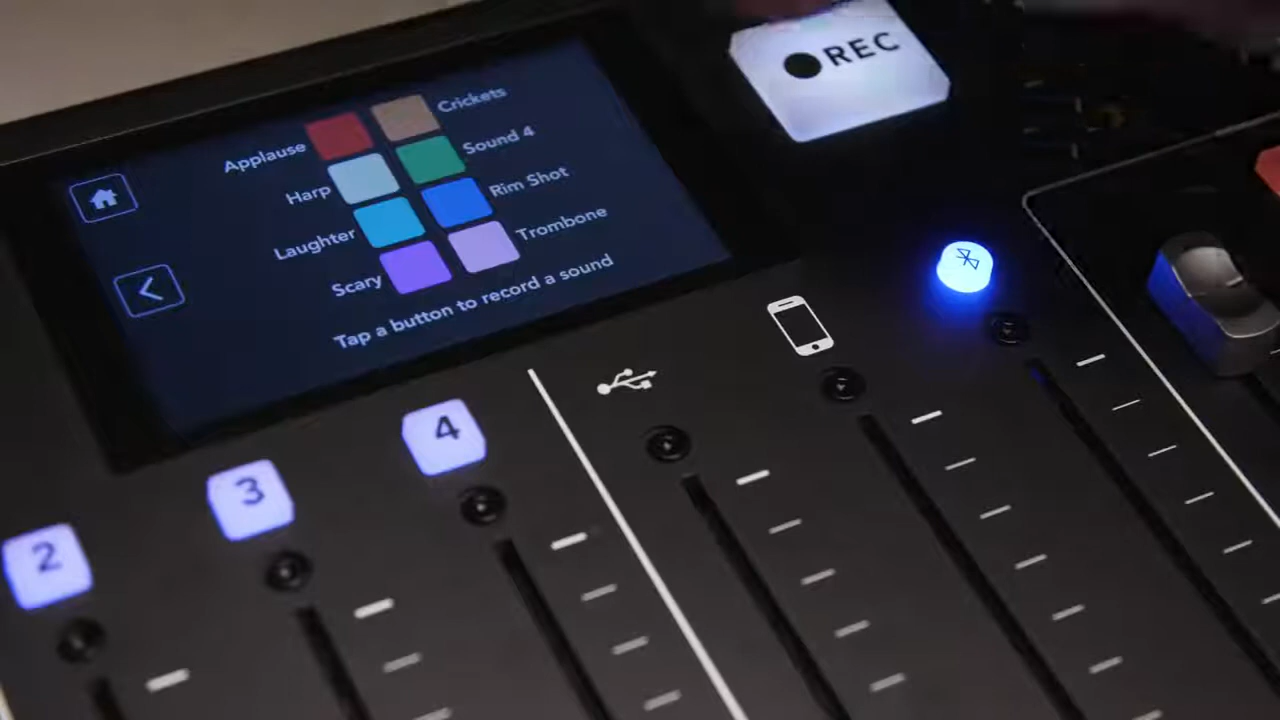 REC
Crickets
Applause
Sound 4
Harp
Rim Shot
Laughter
Trombone
Scary
Tap a button to record a sound
4
3
2